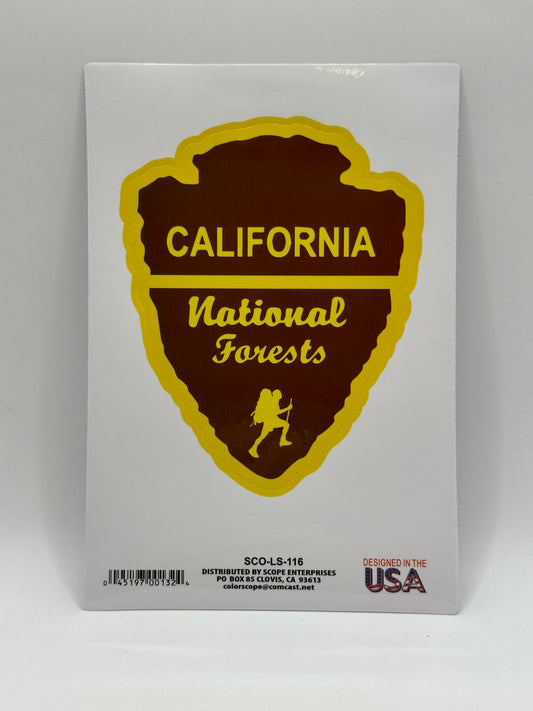 CALIFORNIA
National
Forests
SCO-LS-116
DISTRIBUTED BY SCOPE ENTERPRISES
PO BOX 85 CLOVIS, CA 93613
colorscope@comcast.net
0 45197 00132 4
DESIGNED IN THE
USA